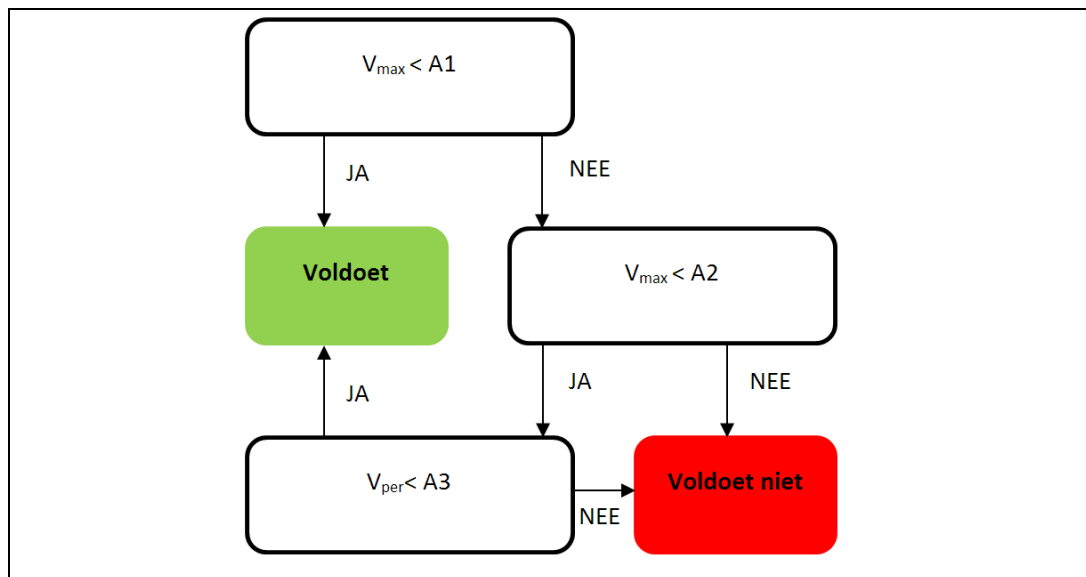 Vmax < A1
JA
NEE
Voldoet
Vmax < A2
JA
JA
NEE
Vper< A3
NEE
Voldoet niet